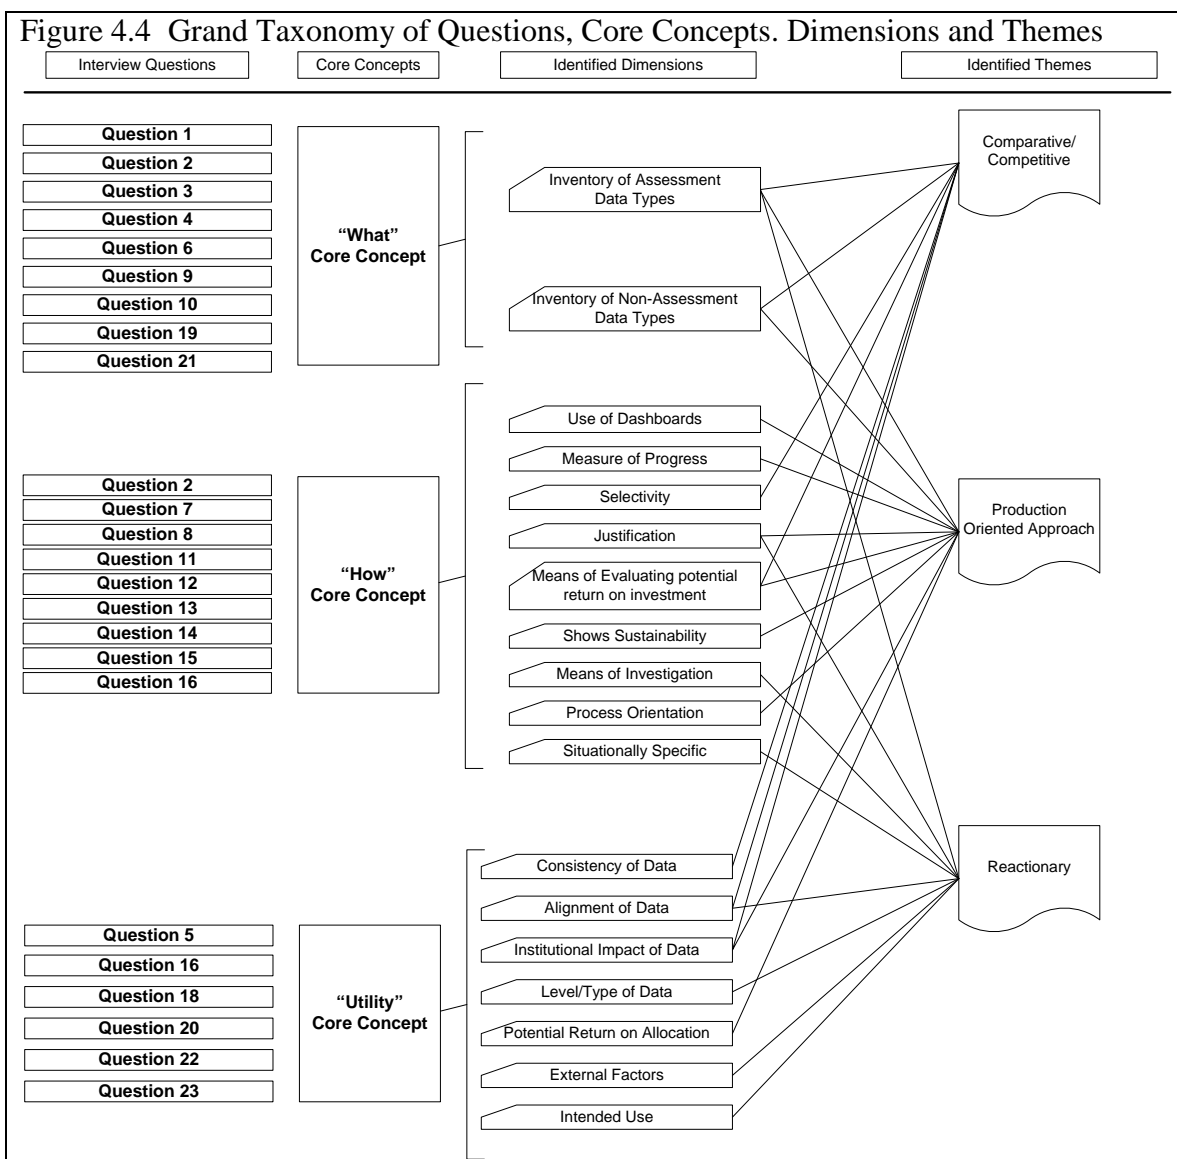 Figure 4.4  Grand Taxonomy of Questions, Core Concepts. Dimensions and Themes
Interview Questions
Core Concepts
Identified Dimensions
Identified Themes
Question 1
Question 2
Question 3
Question 4
Question 6
Question 9
Question 10
Question 19
Question 21
“What”
Core Concept
Inventory of Assessment
Data Types
Inventory of Non-Assessment
Data Types
Comparative/
Competitive
Question 2
Question 7
Question 8
Question 11
Question 12
Question 13
Question 14
Question 15
Question 16
“How”
Core Concept
Use of Dashboards
Measure of Progress
Selectivity
Justification
Means of Evaluating potential
return on investment
Shows Sustainability
Means of Investigation
Process Orientation
Situationally Specific
Production
Oriented Approach
Question 5
Question 16
Question 18
Question 20
Question 22
Question 23
“Utility”
Core Concept
Consistency of Data
Alignment of Data
Institutional Impact of Data
Level/Type of Data
Potential Return on Allocation
External Factors
Intended Use
Reactionary